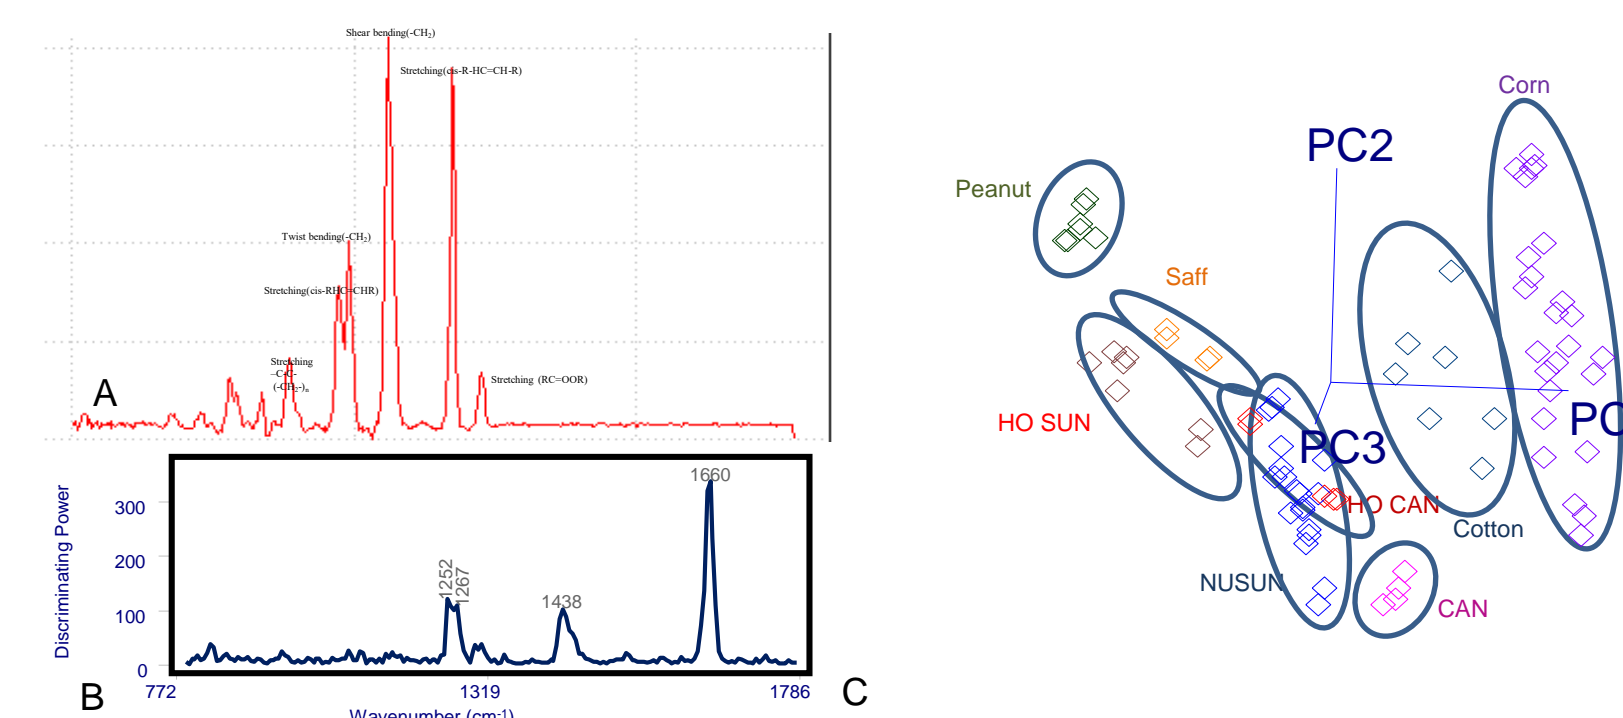 Shear bending(-CH2)
Stretching(cis-R-HC=CH-R)
Twist bending(-CH2)
Stretching(cis-RHC=CHR)
Stretching
–C-C-
(-CH2-)n
Stretching (RC=OOR)
A
Discriminating Power
300
200
100
0
1252
1267
1438
1660
772
1319
1786
Wavenumber (cm-1)
B
C
Corn
PC2
Peanut
Saff
HO SUN
PC
PC3
HO CAN
Cotton
NUSUN
CAN